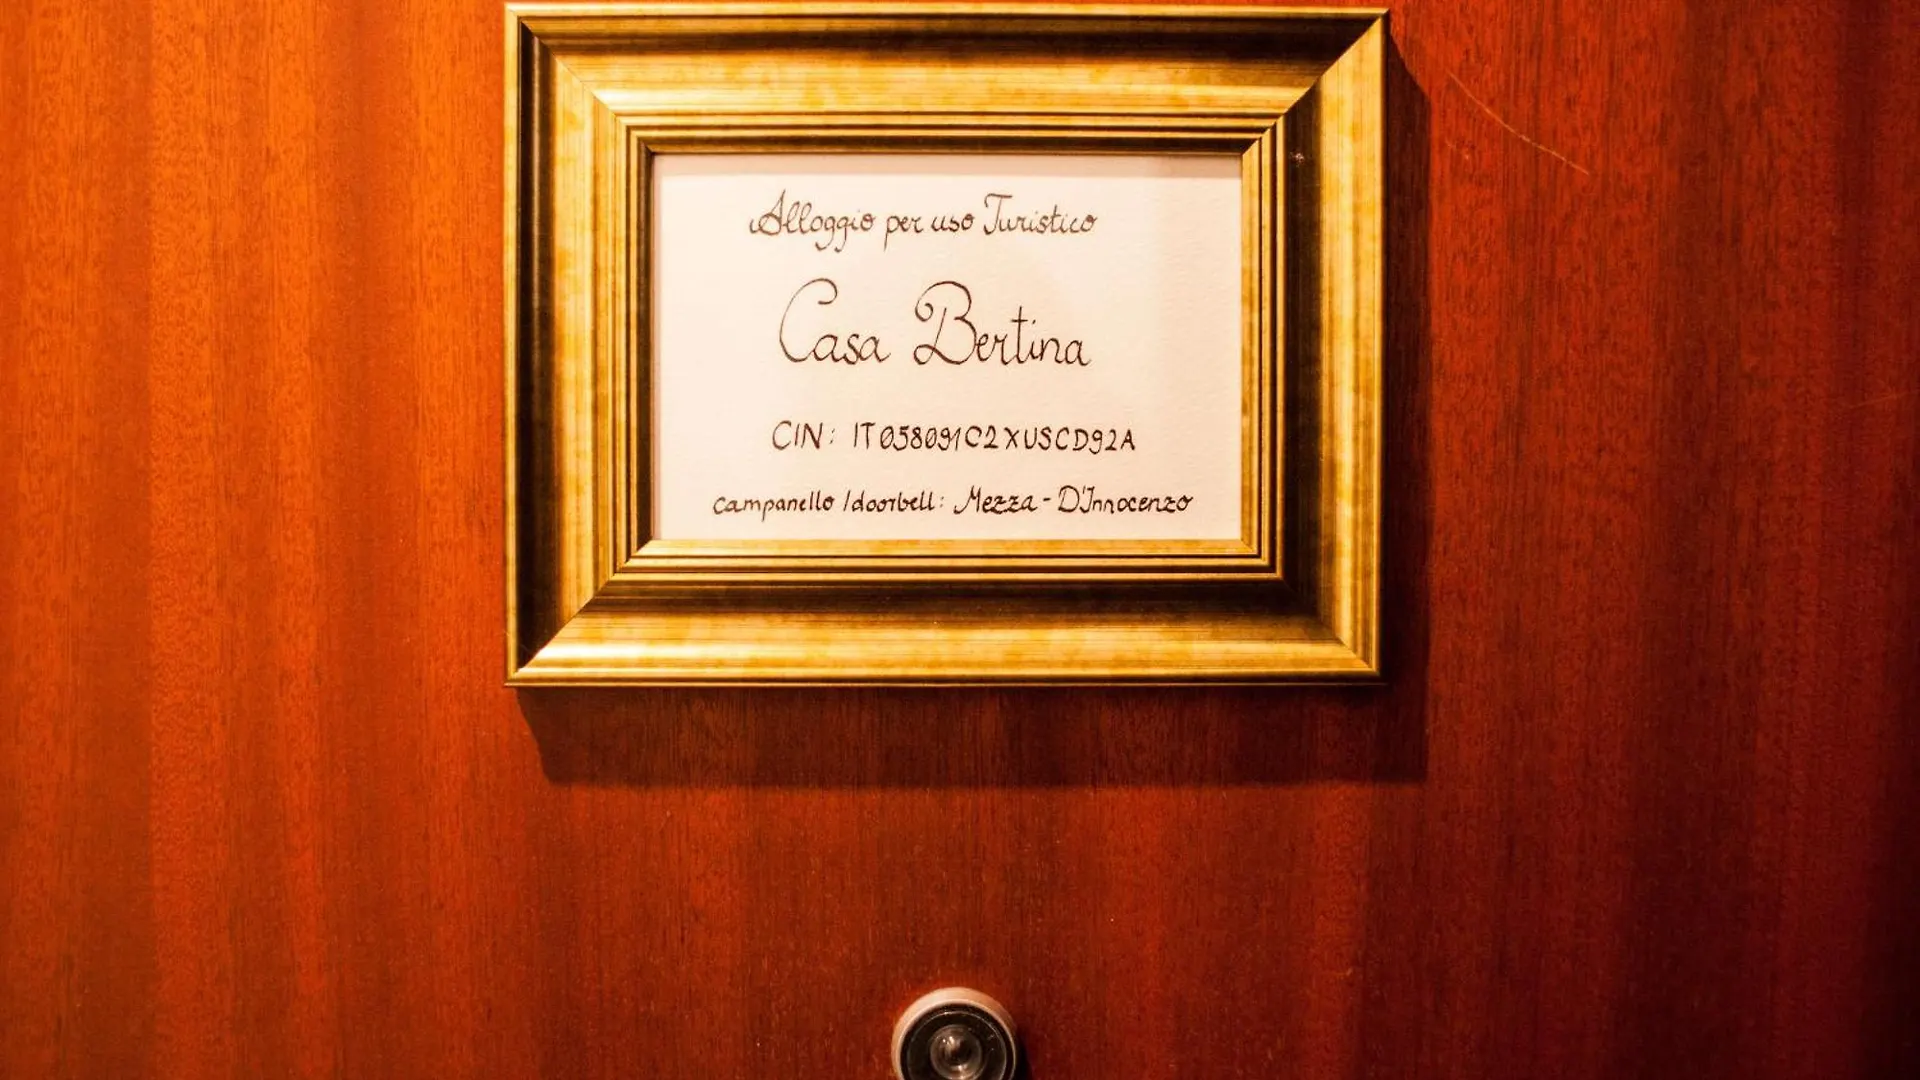 Alloggio per uso Turistico
Casa Bertina
CIN: IT058091C2XUSCD92A
campanello / doorbell: Mezza - D'Innocenzo